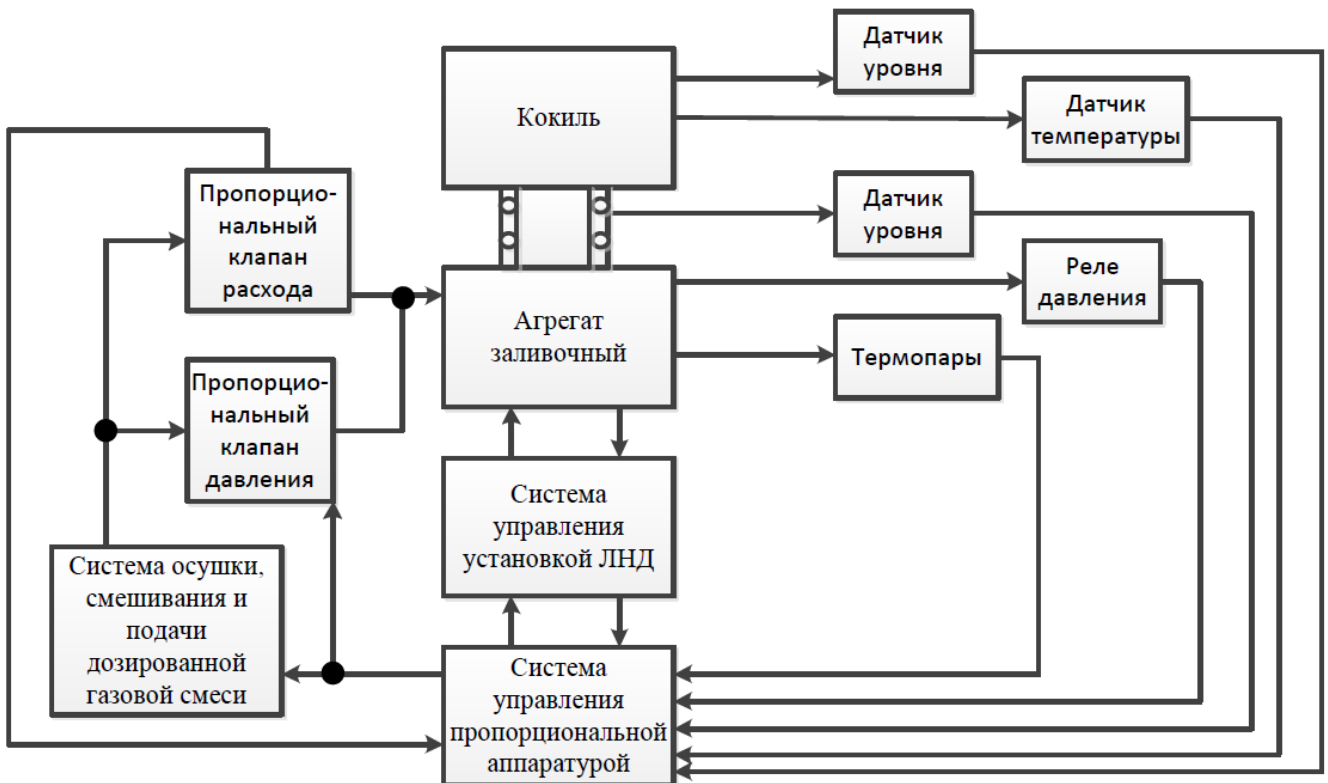 Датчик
уровня
Кокиль
Датчик
температуры
Пропорцио-
нальный
клапан
расхода
Датчик
уровня
Реле
давления
Агрегат
заливочный
Термопары
Пропорцио-
нальный
клапан
давления
Система
управления
установкой ЛНД
Система осушки,
смешивания и
подачи
дозированной
газовой смеси
Система
управления
пропорциональной
аппаратурой